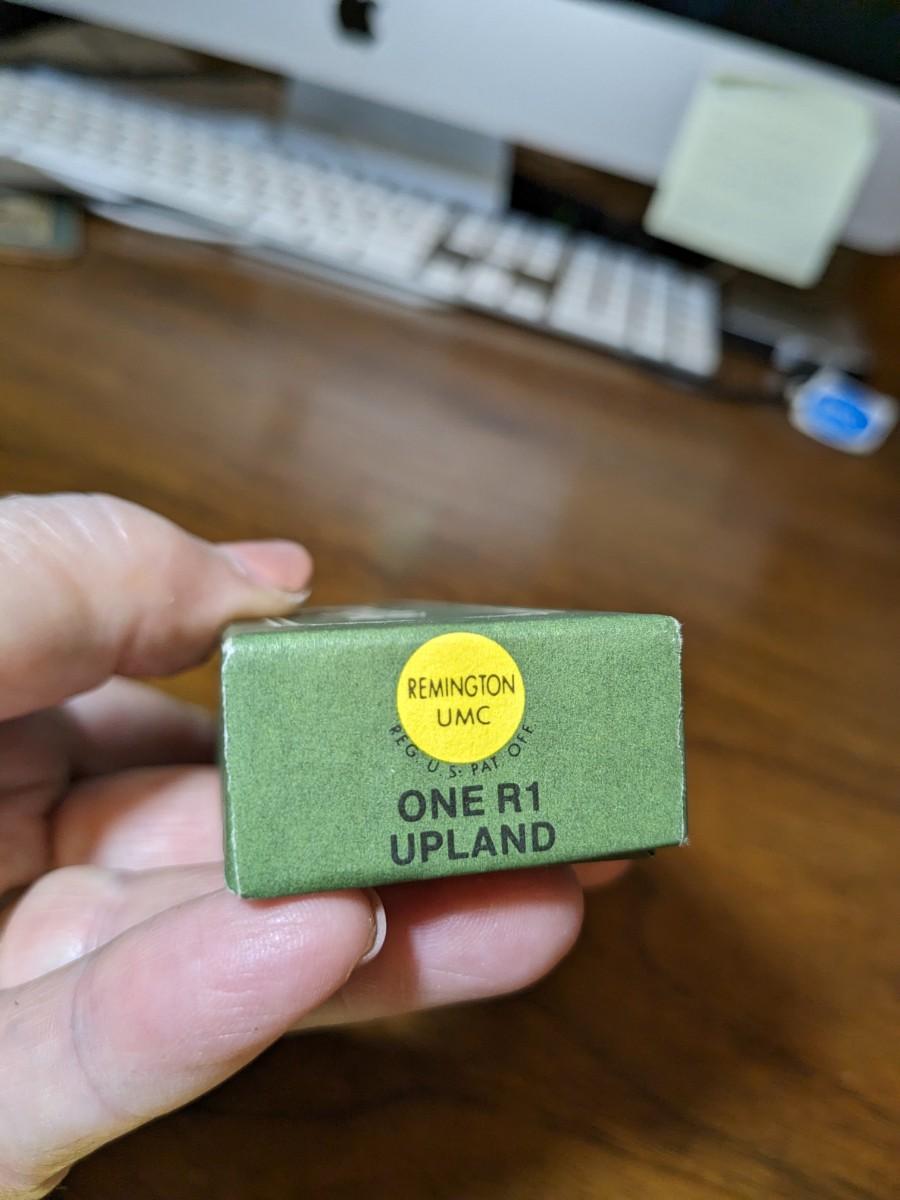 REMINGTON
UMC
REG. U. S. PAT. OFF.
ONE R1
UPLAND